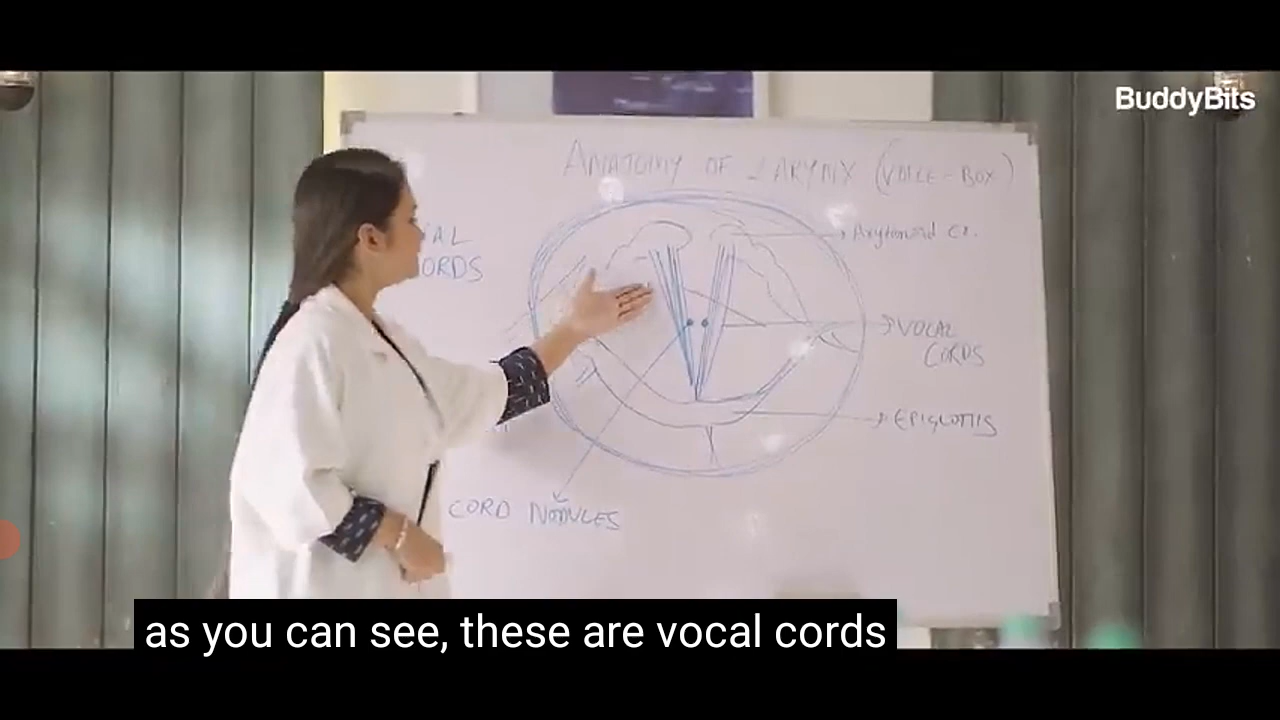 BuddyBits
ANATOMY OF LARYNX (VOICE-BOX)
ORDS
Arytenoid Cr.
VOCAL
CORDS
EPIGLOTTIS
CORD NODULES
as you can see, these are vocal cords